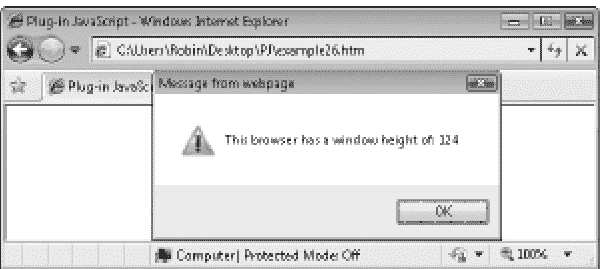 Plug-in JavaScript - Windows Internet Explorer
C:\Users\Robin\Desktop\PJ\example26.htm
Plug-in JavaSc
Message from webpage
This browser has a window height of: 124
OK
Computer | Protected Mode: Off
100%